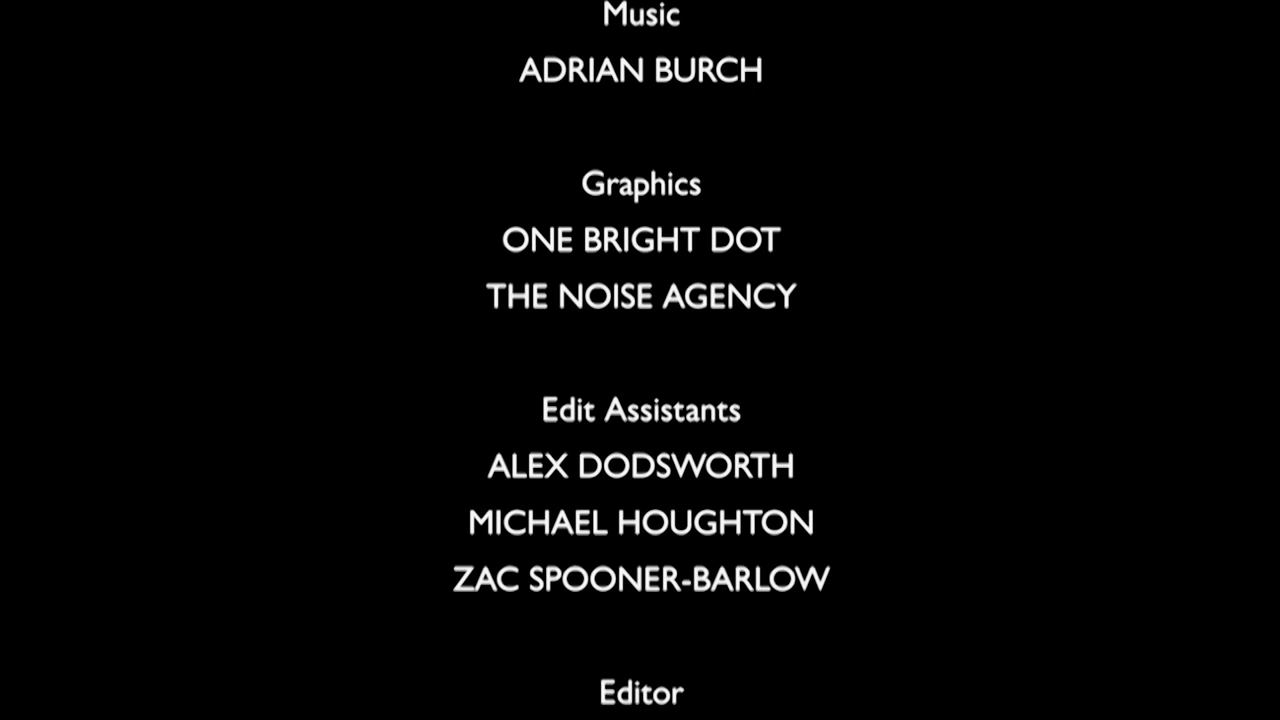 Music
ADRIAN BURCH
Graphics
ONE BRIGHT DOT
THE NOISE AGENCY
Edit Assistants
ALEX DODSWORTH
MICHAEL HOUGHTON
ZAC SPOONER-BARLOW
Editor